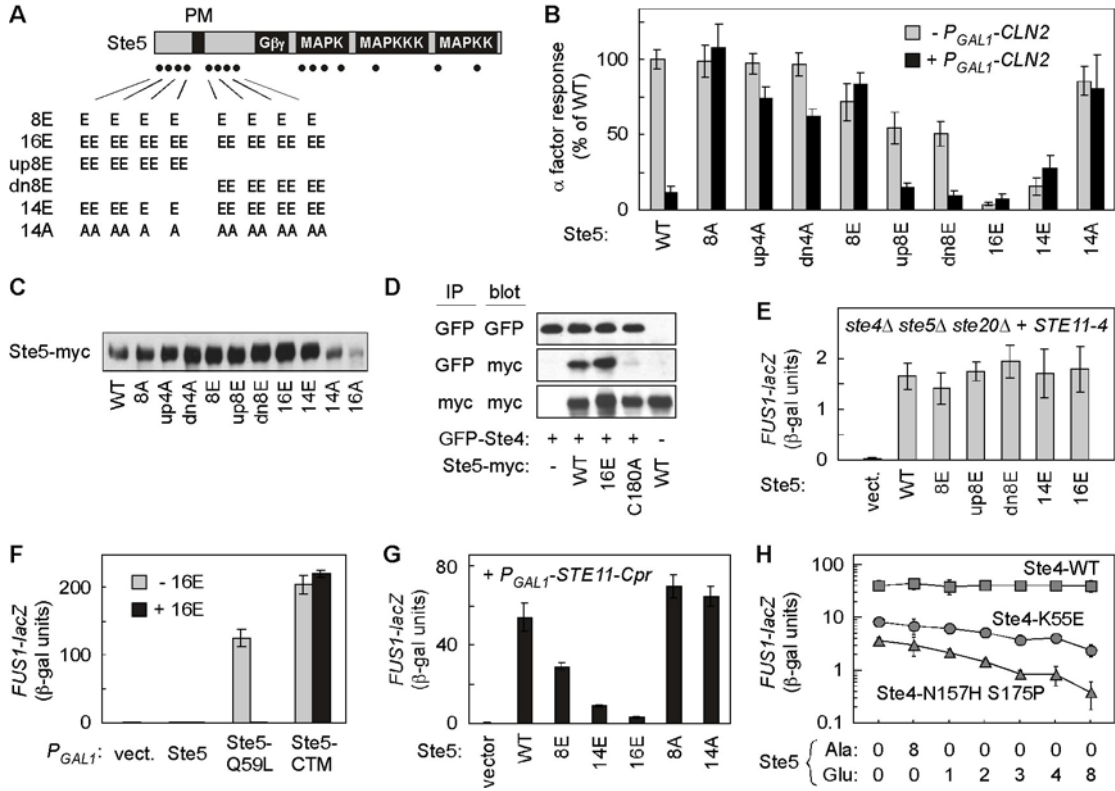 A
PM
Ste5
Gβγ MAPK MAPKKK MAPKK
8E E E E E E E E E
16E EE EE EE EE EE EE EE EE
up8E EE EE EE EE
dn8E EE EE EE EE
14E EE EE E E EE EE EE EE
14A AA AA A A AA AA AA AA
B
- P_GAL1-CLN2
+ P_GAL1-CLN2
α factor response
(% of WT)
100
50
0
Ste5: WT 8A up4A dn4A 8E up8E dn8E 16E 14E 14A
C
Ste5-myc
WT 8A up4A dn4A 8E up8E dn8E 16E 14E 14A 16A
D
IP blot
GFP GFP
GFP myc
myc myc
GFP-Ste4: + + + + -
Ste5-myc: - WT 16E C180A WT
E
ste4Δ ste5Δ ste20Δ + STE11-4
FUS1-lacZ
(β-gal units)
2
1
0
Ste5: vect. WT 8E up8E dn8E 14E 16E
F
- 16E
+ 16E
FUS1-lacZ
(β-gal units)
200
100
0
P_GAL1: vect. Ste5 Ste5-Q59L Ste5-CTM
G
+ P_GAL1-STE11-Cpr
FUS1-lacZ
(β-gal units)
80
40
0
Ste5: vector WT 8E 14E 16E 8A 14A
H
FUS1-lacZ
(β-gal units)
100
10
1
0.1
Ste4-WT
Ste4-K55E
Ste4-N157H S175P
Ste5
Ala: 0 8 0 0 0 0 0
Glu: 0 0 1 2 3 4 8